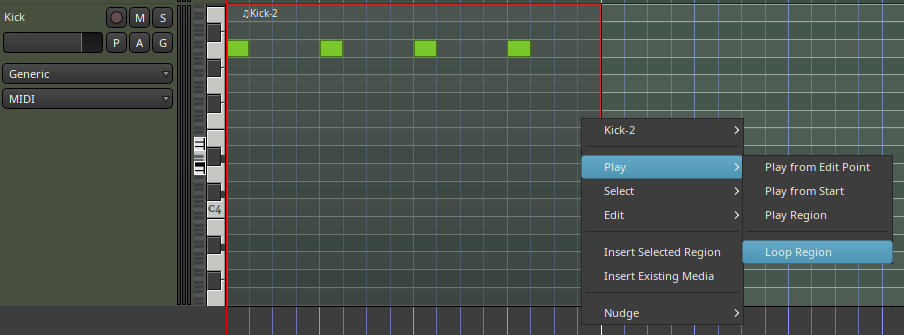 Kick
M S
P A G
Generic
MIDI
♫Kick-2
C4
Kick-2
Play
Select
Edit
Insert Selected Region
Insert Existing Media
Nudge
Play from Edit Point
Play from Start
Play Region
Loop Region